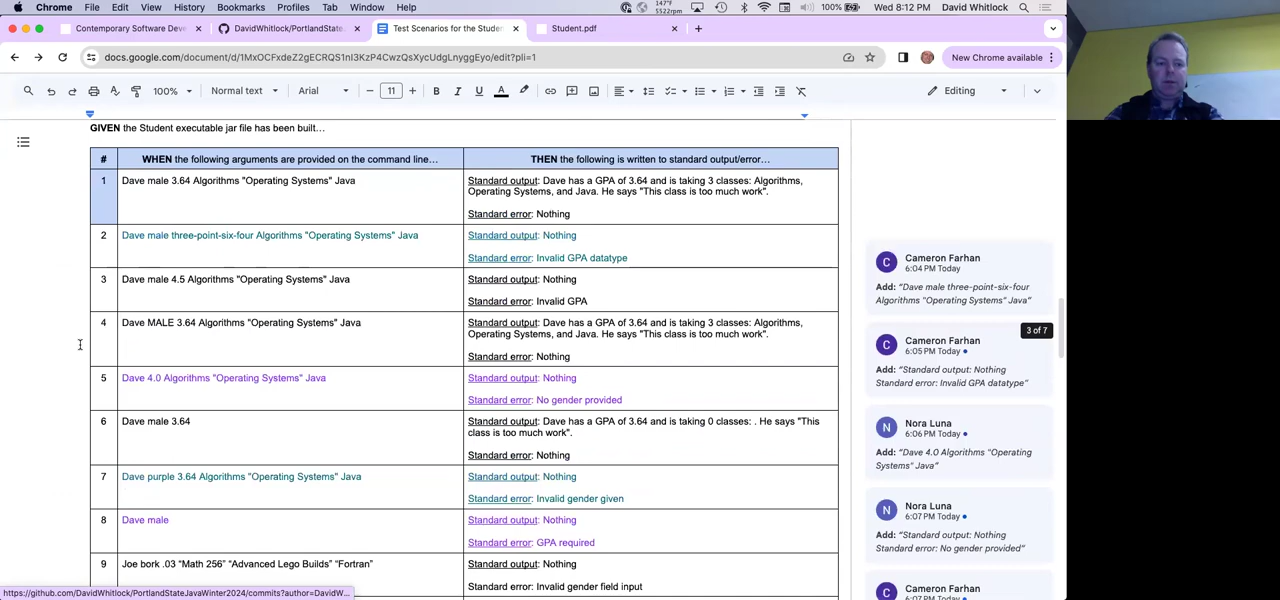 Chrome File Edit View History Bookmarks Profiles Tab Window Help 147°F 5522rpm 100% Wed 8:12 PM David Whitlock
Contemporary Software Deve DavidWhitlock/PortlandState Test Scenarios for the Studen Student.pdf
docs.google.com/document/d/1MxOCFxdeZ2gECRQS1nI3KzP4CwzQsXycUdgLnyggEyo/edit?pli=1 New Chrome available
100% Normal text Arial 11 Editing
GIVEN the Student executable jar file has been built…
# WHEN the following arguments are provided on the command line… THEN the following is written to standard output/error…
1 Dave male 3.64 Algorithms "Operating Systems" Java Standard output: Dave has a GPA of 3.64 and is taking 3 classes: Algorithms,
Operating Systems, and Java. He says "This class is too much work".
Standard error: Nothing
2 Dave male three-point-six-four Algorithms "Operating Systems" Java Standard output: Nothing
Standard error: Invalid GPA datatype
3 Dave male 4.5 Algorithms "Operating Systems" Java Standard output: Nothing
Standard error: Invalid GPA
4 Dave MALE 3.64 Algorithms "Operating Systems" Java Standard output: Dave has a GPA of 3.64 and is taking 3 classes: Algorithms,
Operating Systems, and Java. He says "This class is too much work".
Standard error: Nothing
5 Dave 4.0 Algorithms "Operating Systems" Java Standard output: Nothing
Standard error: No gender provided
6 Dave male 3.64 Standard output: Dave has a GPA of 3.64 and is taking 0 classes: . He says "This
class is too much work".
Standard error: Nothing
7 Dave purple 3.64 Algorithms "Operating Systems" Java Standard output: Nothing
Standard error: Invalid gender given
8 Dave male Standard output: Nothing
Standard error: GPA required
9 Joe bork .03 “Math 256” “Advanced Lego Builds” “Fortran” Standard output: Nothing
Standard error: Invalid gender field input
C Cameron Farhan
6:04 PM Today
Add: “Dave male three-point-six-four
Algorithms "Operating Systems" Java”
3 of 7
C Cameron Farhan
6:05 PM Today
Add: “Standard output: Nothing
Standard error: Invalid GPA datatype”
N Nora Luna
6:06 PM Today
Add: “Dave 4.0 Algorithms "Operating
Systems" Java”
N Nora Luna
6:07 PM Today
Add: “Standard output: Nothing
Standard error: No gender provided”
C Cameron Farhan
6:07 PM Today
https://github.com/DavidWhitlock/PortlandStateJavaWinter2024/commits?author=DavidW...